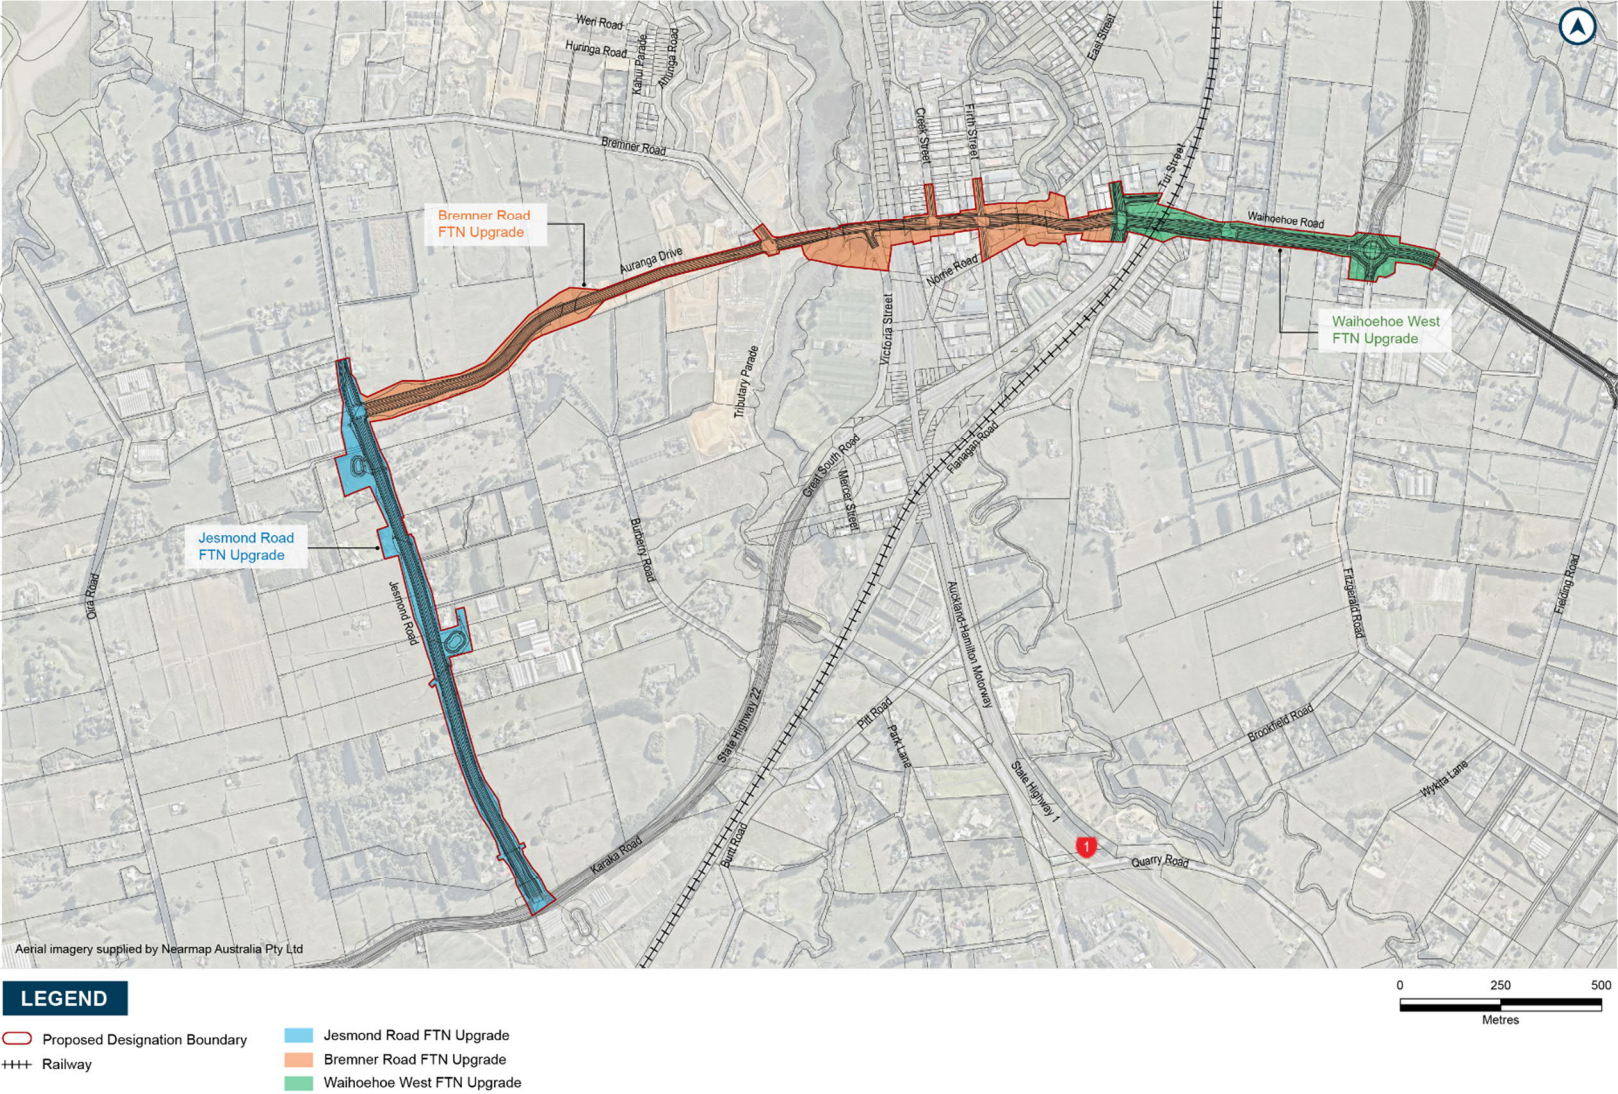 Weri Road
Huringa Road
Kahui Parade
Ahunga Road
East Street
Bremner Road
Creek Street
Firth Street
Tui Street
Bremner Road
FTN Upgrade
Waihoehoe Road
Auranga Drive
Norrie Road
Waihoehoe West
FTN Upgrade
Victoria Street
Tributary Parade
Great South Road
Flanagan Road
Mercer Street
Jesmond Road
FTN Upgrade
Burberry Road
Oira Road
Jesmond Road
Auckland-Hamilton Motorway
Fitzgerald Road
Fielding Road
State Highway 22
Pitt Road
Park Lane
Brookfield Road
State Highway 1
Wykita Lane
Karaka Road
Burtt Road
1
Quarry Road
Aerial imagery supplied by Nearmap Australia Pty Ltd
LEGEND
Proposed Designation Boundary
Railway
Jesmond Road FTN Upgrade
Bremner Road FTN Upgrade
Waihoehoe West FTN Upgrade
0 250 500
Metres